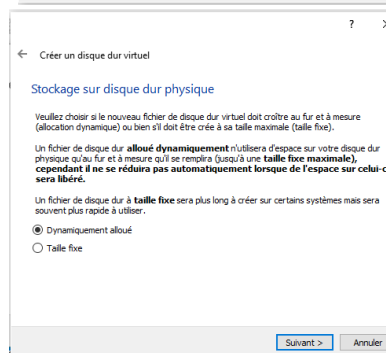 ?
Créer un disque dur virtuel
Stockage sur disque dur physique
Veuillez choisir si le nouveau fichier de disque dur virtuel doit croître au fur et à mesure
(allocation dynamique) ou bien s'il doit être crée à sa taille maximale (taille fixe).
Un fichier de disque dur alloué dynamiquement n'utilisera d'espace sur votre disque dur
physique qu'au fur et à mesure qu'il se remplira (jusqu'à une taille fixe maximale),
cependant il ne se réduira pas automatiquement lorsque de l'espace sur celui-c
sera libéré.
Un fichier de disque dur à taille fixe sera plus long à créer sur certains systèmes mais sera
souvent plus rapide à utiliser.
Dynamiquement alloué
Taille fixe
Suivant > Annuler